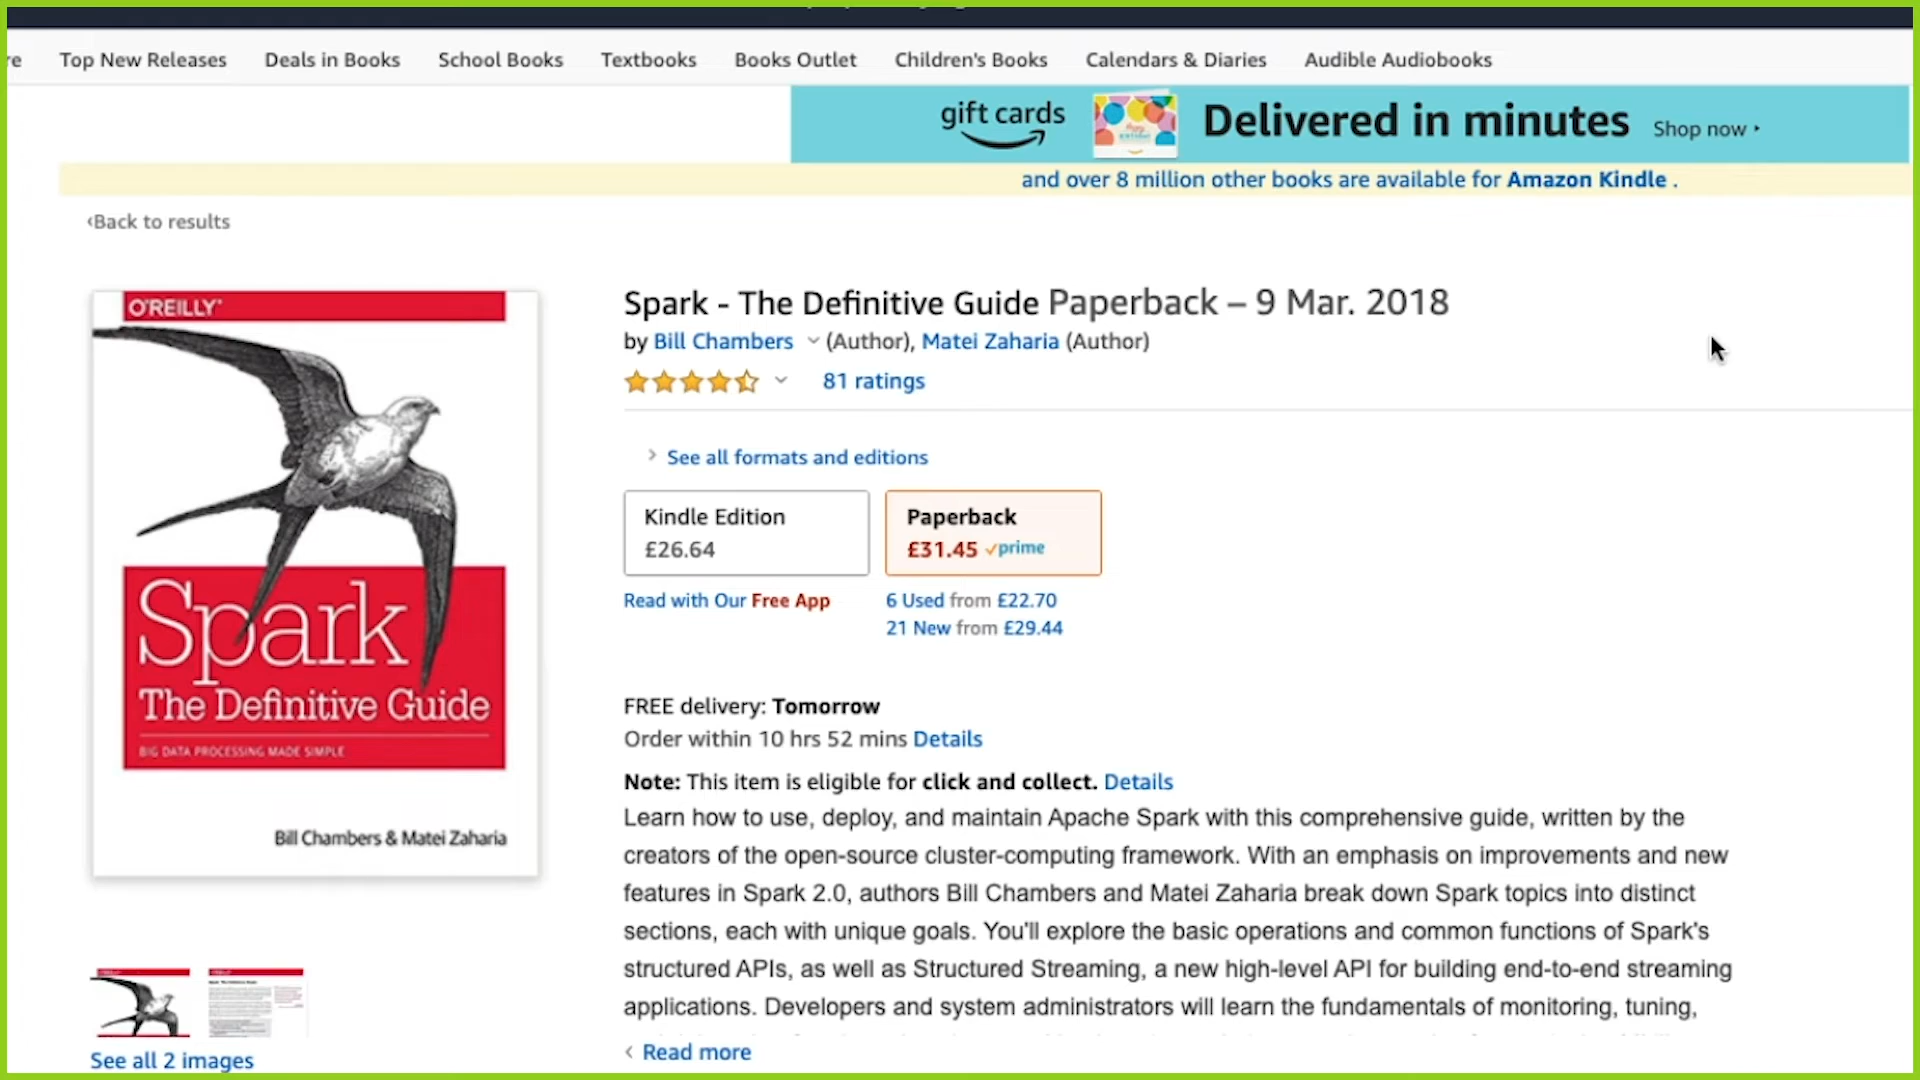 re Top New Releases Deals in Books School Books Textbooks Books Outlet Children's Books Calendars & Diaries Audible Audiobooks
gift cards Delivered in minutes Shop now
and over 8 million other books are available for Amazon Kindle .
‹Back to results
O'REILLY®
Spark
The Definitive Guide
BIG DATA PROCESSING MADE SIMPLE
Bill Chambers & Matei Zaharia
See all 2 images
Spark - The Definitive Guide Paperback – 9 Mar. 2018
by Bill Chambers (Author), Matei Zaharia (Author)
81 ratings
See all formats and editions
Kindle Edition
£26.64
Read with Our Free App
Paperback
£31.45 prime
6 Used from £22.70
21 New from £29.44
FREE delivery: Tomorrow
Order within 10 hrs 52 mins Details
Note: This item is eligible for click and collect. Details
Learn how to use, deploy, and maintain Apache Spark with this comprehensive guide, written by the
creators of the open-source cluster-computing framework. With an emphasis on improvements and new
features in Spark 2.0, authors Bill Chambers and Matei Zaharia break down Spark topics into distinct
sections, each with unique goals. You'll explore the basic operations and common functions of Spark's
structured APIs, as well as Structured Streaming, a new high-level API for building end-to-end streaming
applications. Developers and system administrators will learn the fundamentals of monitoring, tuning,
Read more